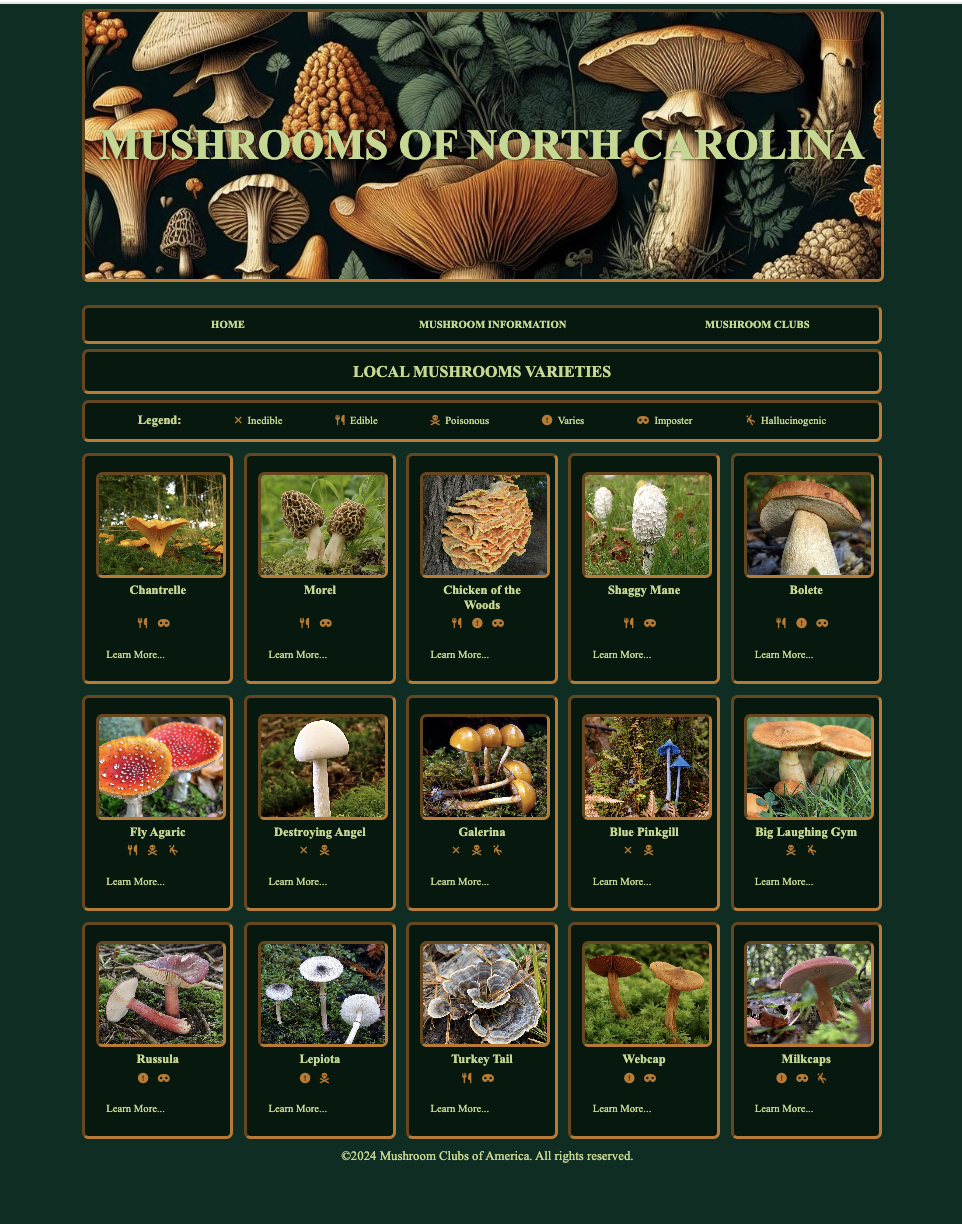 MUSHROOMS OF NORTH CAROLINA
HOME MUSHROOM INFORMATION MUSHROOM CLUBS
LOCAL MUSHROOMS VARIETIES
Legend: Inedible Edible Poisonous Varies Imposter Hallucinogenic
Chantrelle Morel Chicken of the Woods Shaggy Mane Bolete
Learn More... Learn More... Learn More... Learn More... Learn More...
Fly Agaric Destroying Angel Galerina Blue Pinkgill Big Laughing Gym
Learn More... Learn More... Learn More... Learn More... Learn More...
Russula Lepiota Turkey Tail Webcap Milkcaps
Learn More... Learn More... Learn More... Learn More... Learn More...
©2024 Mushroom Clubs of America. All rights reserved.